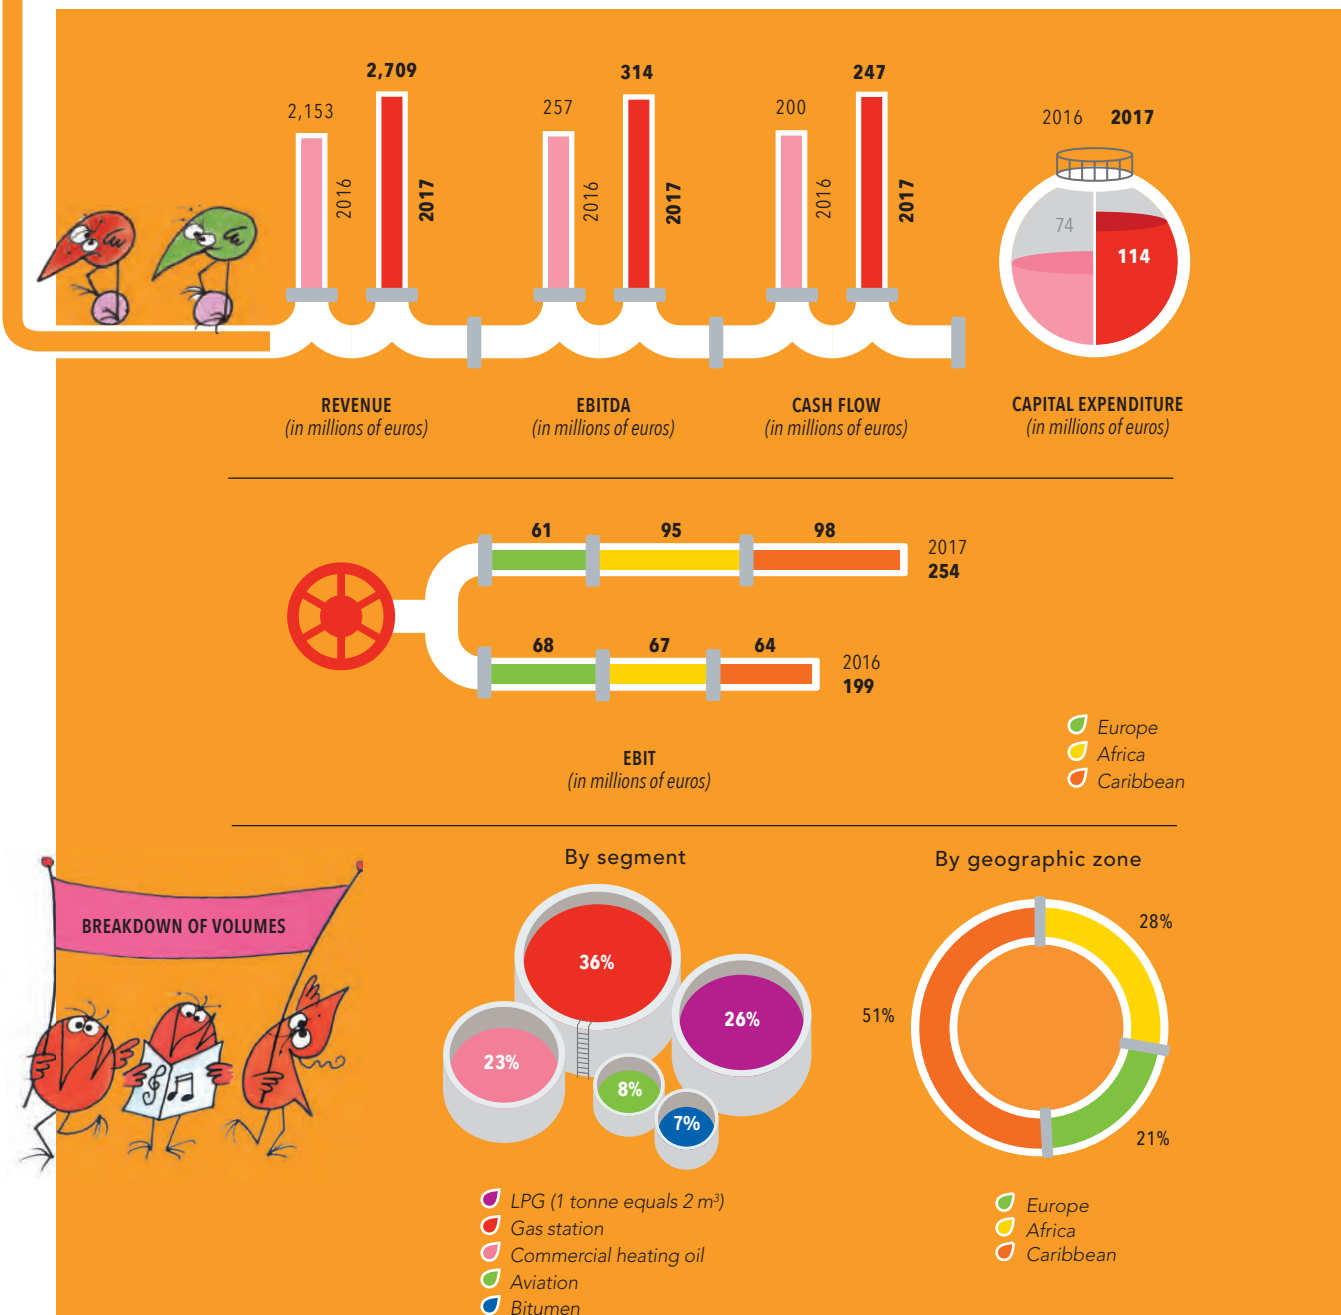 2,153
2016
2,709
2017
257
2016
314
2017
200
2016
247
2017
2016 2017
74
114
REVENUE
(in millions of euros)
EBITDA
(in millions of euros)
CASH FLOW
(in millions of euros)
CAPITAL EXPENDITURE
(in millions of euros)
61 95 98
2017
254
68 67 64
2016
199
EBIT
(in millions of euros)
Europe
Africa
Caribbean
BREAKDOWN OF VOLUMES
By segment
36%
26%
23%
8%
7%
LPG (1 tonne equals 2 m³)
Gas station
Commercial heating oil
Aviation
Bitumen
By geographic zone
28%
51%
21%
Europe
Africa
Caribbean